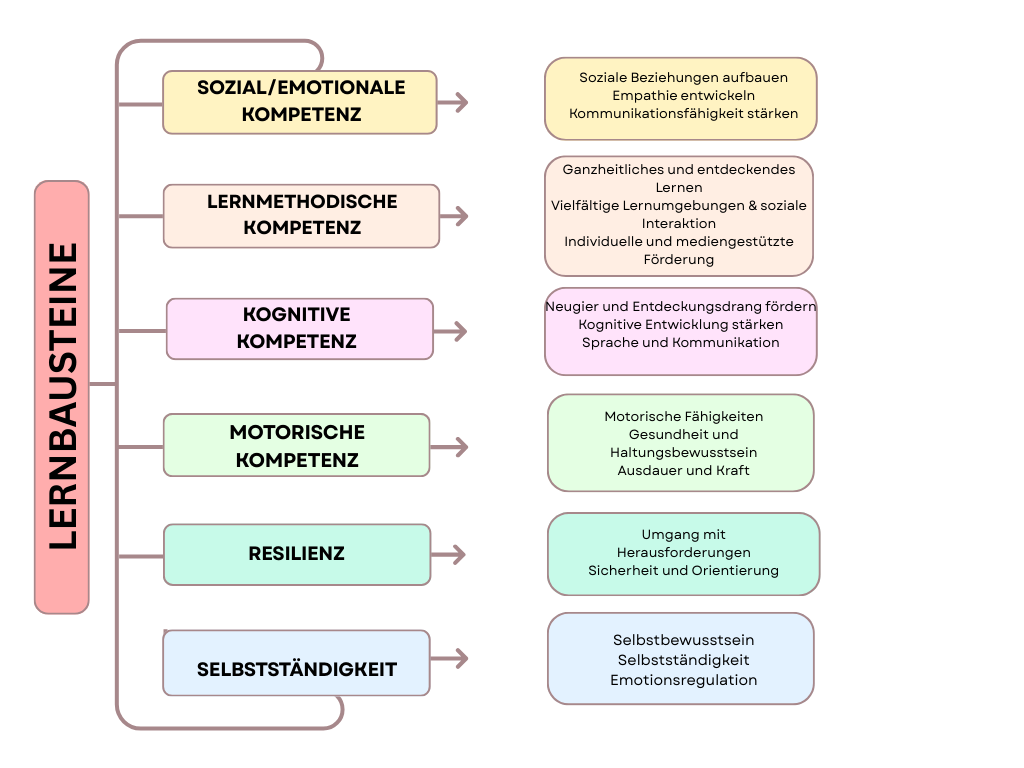 LERNBAUSTEINE
SOZIAL/EMOTIONALE
KOMPETENZ
Soziale Beziehungen aufbauen
Empathie entwickeln
Kommunikationsfähigkeit stärken
LERNMETHODISCHE
KOMPETENZ
Ganzheitliches und entdeckendes
Lernen
Vielfältige Lernumgebungen & soziale
Interaktion
Individuelle und mediengestützte
Förderung
KOGNITIVE
KOMPETENZ
Neugier und Entdeckungsdrang fördern
Kognitive Entwicklung stärken
Sprache und Kommunikation
MOTORISCHE
KOMPETENZ
Motorische Fähigkeiten
Gesundheit und
Haltungsbewusstsein
Ausdauer und Kraft
RESILIENZ
Umgang mit
Herausforderungen
Sicherheit und Orientierung
SELBSTSTÄNDIGKEIT
Selbstbewusstsein
Selbstständigkeit
Emotionsregulation